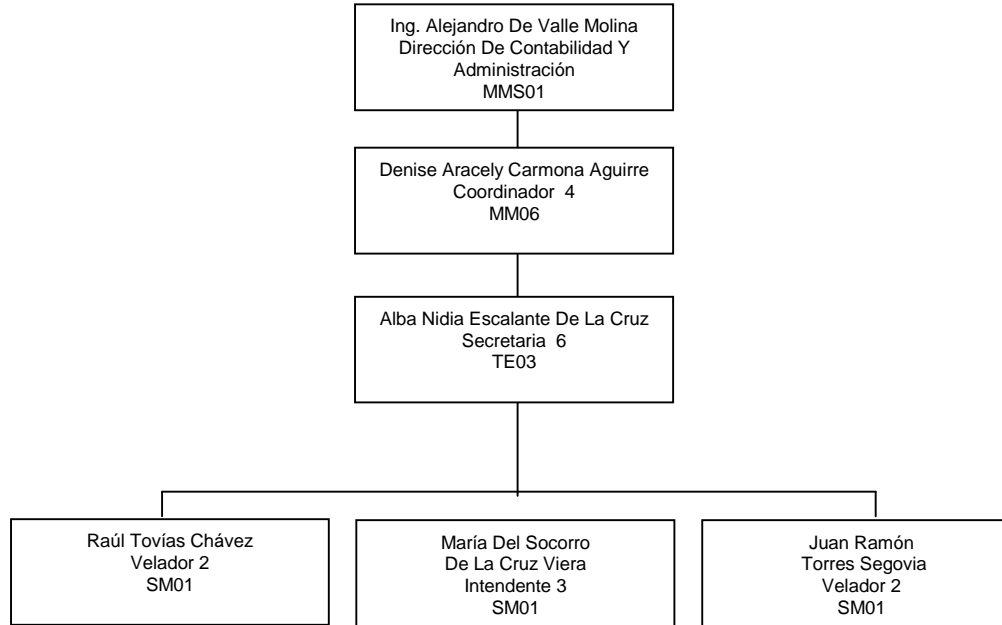 Ing. Alejandro De Valle Molina
Dirección De Contabilidad Y
Administración
MMS01
Denise Aracely Carmona Aguirre
Coordinador 4
MM06
Alba Nidia Escalante De La Cruz
Secretaria 6
TE03
Raúl Tovías Chávez
Velador 2
SM01
María Del Socorro
De La Cruz Viera
Intendente 3
SM01
Juan Ramón
Torres Segovia
Velador 2
SM01